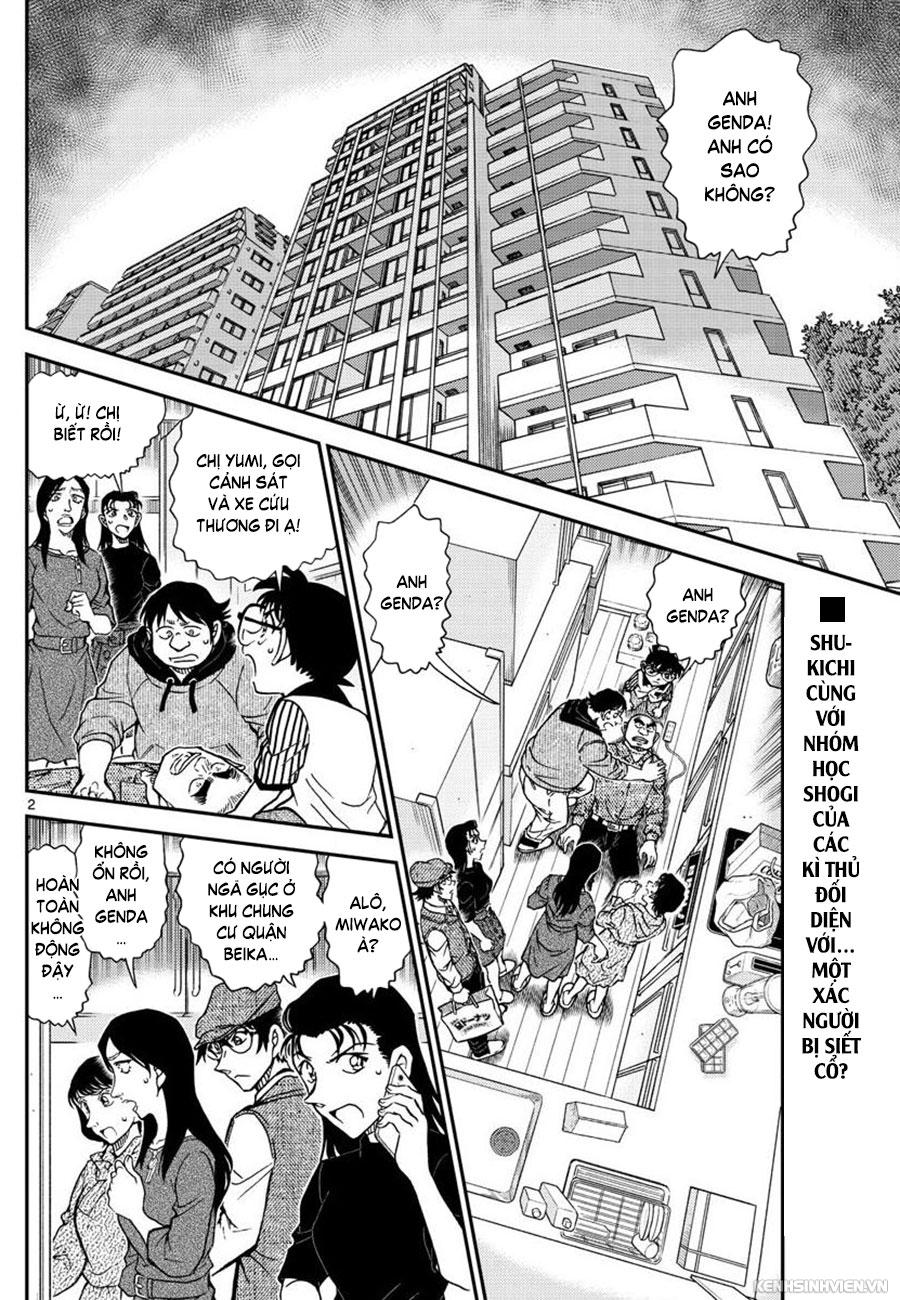 ANH
GENDA!
ANH CÓ
SAO
KHÔNG?
Ừ, Ừ! CHỊ
BIẾT RỒI!
CHỊ YUMI, GỌI
CẢNH SÁT
VÀ XE CỨU
THƯƠNG ĐI Ạ!
ANH
GENDA?
ANH
GENDA?
SHU-
KICHI
CÙNG
VỚI
NHÓM
HỌC
SHOGI
CỦA
CÁC
KÌ THỦ
ĐỐI
DIỆN
VỚI...
MỘT
XÁC
NGƯỜI
BỊ SIẾT
CỔ?
2
HOÀN
TOÀN
KHÔNG
ĐỘNG
ĐẬY
...
KHÔNG
ỔN RỒI,
ANH
GENDA
...
CÓ NGƯỜI
NGÃ GỤC Ở
KHU CHUNG
CƯ QUẬN
BEIKA...
ALÔ,
MIWAKO
À?
KENHSINHVIEN.VN